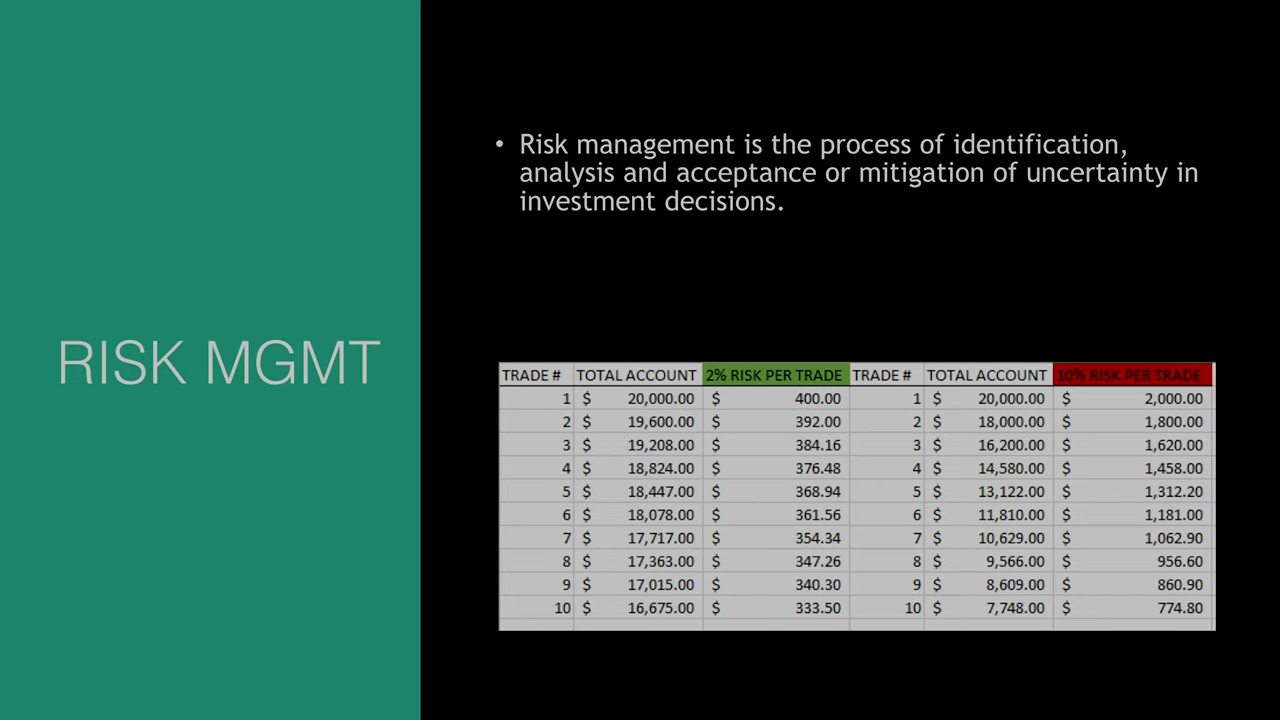 RISK MGMT
• Risk management is the process of identification,
analysis and acceptance or mitigation of uncertainty in
investment decisions.
TRADE # TOTAL ACCOUNT 2% RISK PER TRADE TRADE # TOTAL ACCOUNT 10% RISK PER TRADE
1 $ 20,000.00 $ 400.00 1 $ 20,000.00 $ 2,000.00
2 $ 19,600.00 $ 392.00 2 $ 18,000.00 $ 1,800.00
3 $ 19,208.00 $ 384.16 3 $ 16,200.00 $ 1,620.00
4 $ 18,824.00 $ 376.48 4 $ 14,580.00 $ 1,458.00
5 $ 18,447.00 $ 368.94 5 $ 13,122.00 $ 1,312.20
6 $ 18,078.00 $ 361.56 6 $ 11,810.00 $ 1,181.00
7 $ 17,717.00 $ 354.34 7 $ 10,629.00 $ 1,062.90
8 $ 17,363.00 $ 347.26 8 $ 9,566.00 $ 956.60
9 $ 17,015.00 $ 340.30 9 $ 8,609.00 $ 860.90
10 $ 16,675.00 $ 333.50 10 $ 7,748.00 $ 774.80